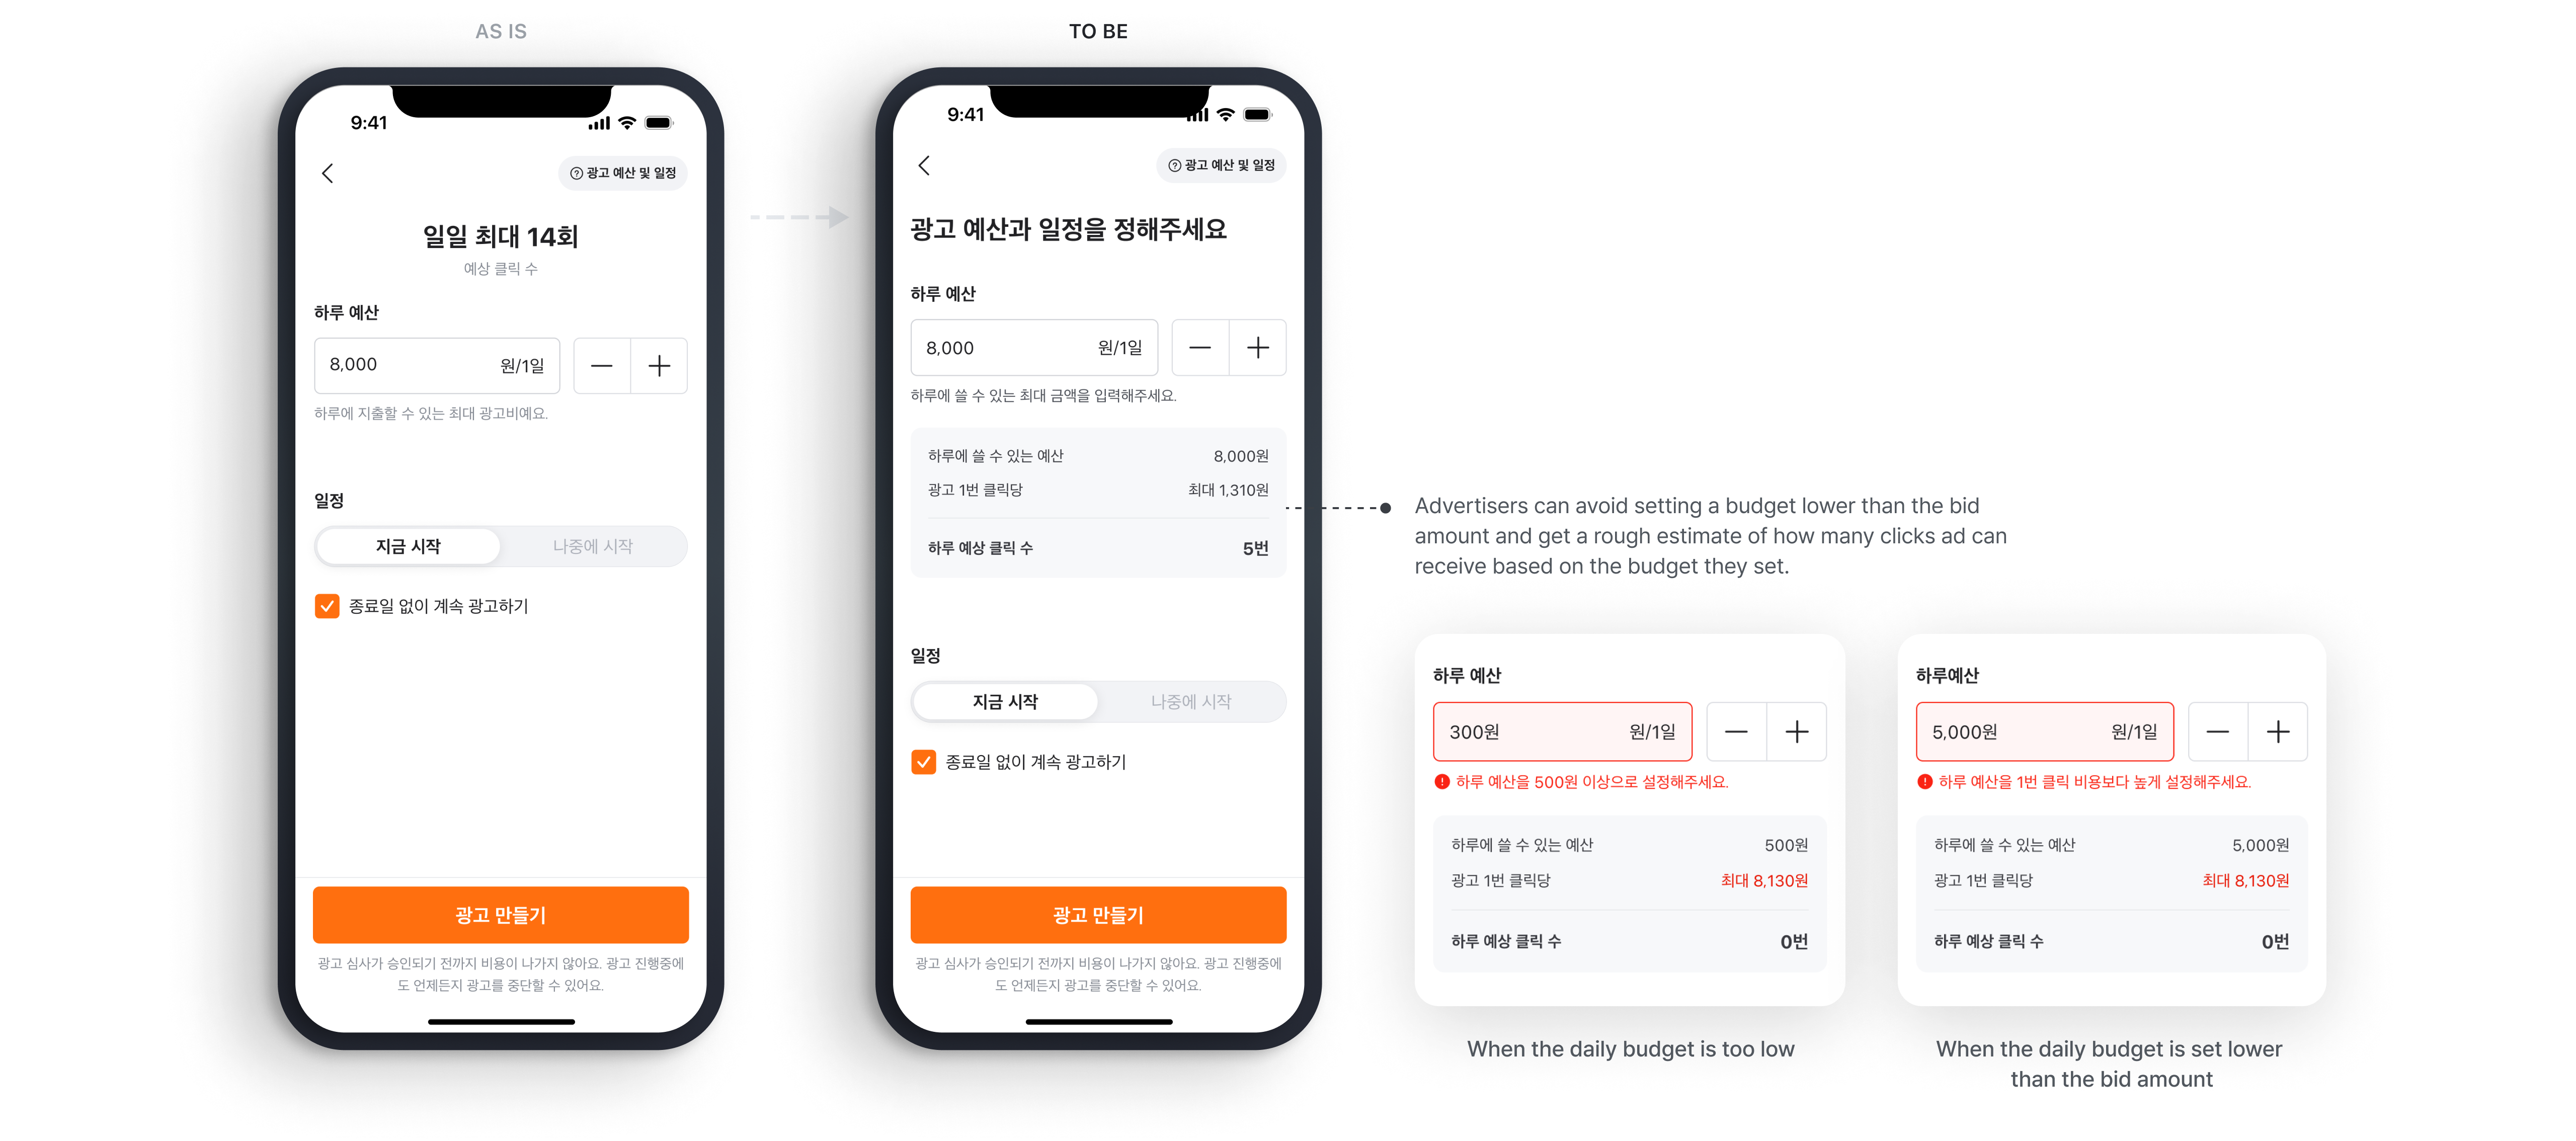 AS IS
9:41
광고 예산 및 일정
일일 최대 14회
예상 클릭 수
하루 예산
8,000 원/1일
하루에 지출할 수 있는 최대 광고비예요.
일정
지금 시작 나중에 시작
종료일 없이 계속 광고하기
광고 만들기
광고 심사가 승인되기 전까지 비용이 나가지 않아요. 광고 진행중에
도 언제든지 광고를 중단할 수 있어요.
TO BE
9:41
광고 예산 및 일정
광고 예산과 일정을 정해주세요
하루 예산
8,000 원/1일
하루에 쓸 수 있는 최대 금액을 입력해주세요.
하루에 쓸 수 있는 예산 8,000원
광고 1번 클릭당 최대 1,310원
하루 예상 클릭 수 5번
일정
지금 시작 나중에 시작
종료일 없이 계속 광고하기
광고 만들기
광고 심사가 승인되기 전까지 비용이 나가지 않아요. 광고 진행중에
도 언제든지 광고를 중단할 수 있어요.
Advertisers can avoid setting a budget lower than the bid
amount and get a rough estimate of how many clicks ad can
receive based on the budget they set.
하루 예산
300원 원/1일
하루 예산을 500원 이상으로 설정해주세요.
하루에 쓸 수 있는 예산 500원
광고 1번 클릭당 최대 8,130원
하루 예상 클릭 수 0번
When the daily budget is too low
하루예산
5,000원 원/1일
하루 예산을 1번 클릭 비용보다 높게 설정해주세요.
하루에 쓸 수 있는 예산 5,000원
광고 1번 클릭당 최대 8,130원
하루 예상 클릭 수 0번
When the daily budget is set lower
than the bid amount